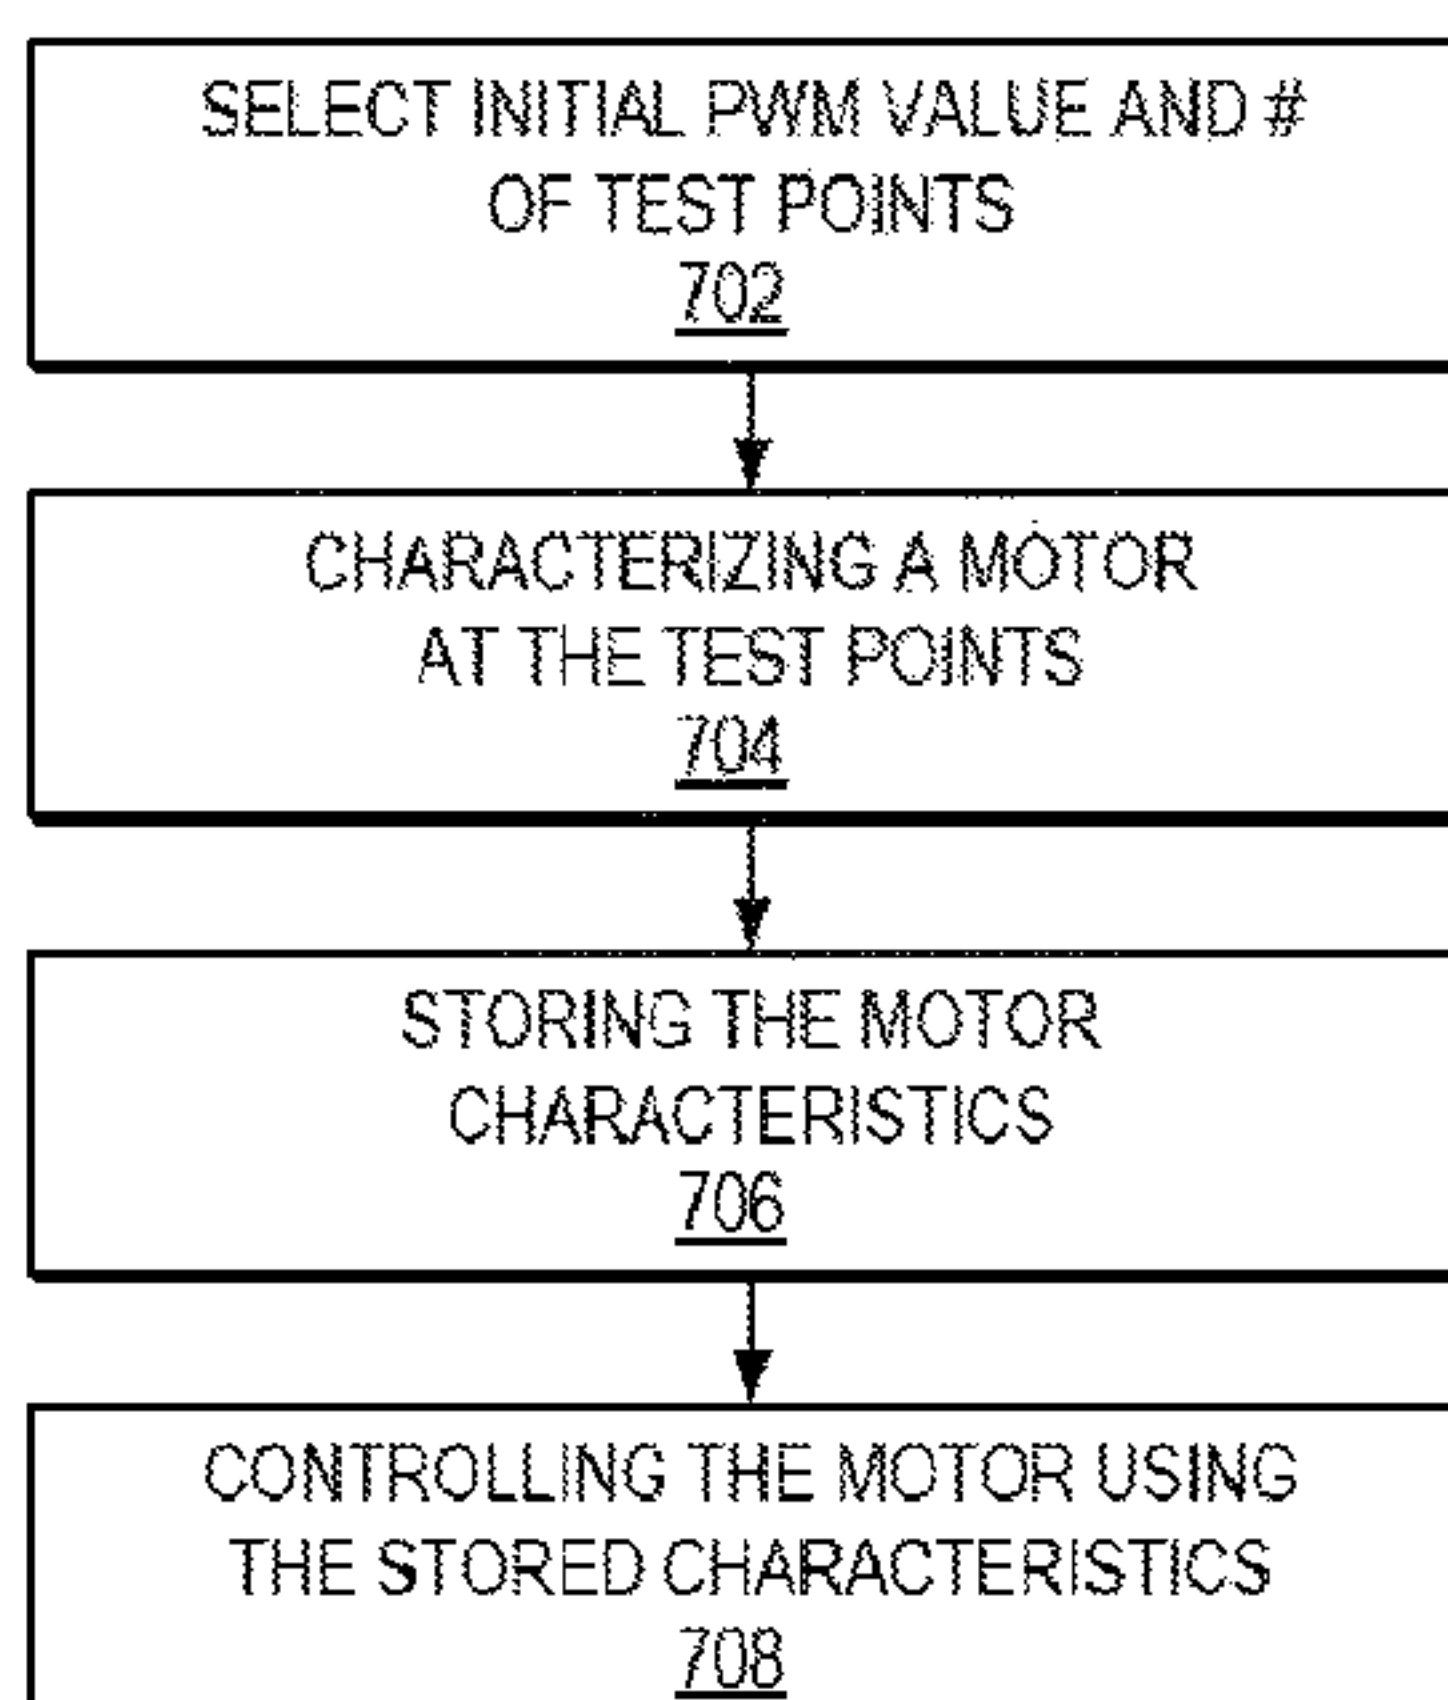 SELECT INITIAL PWM VALUE AND #
OF TEST POINTS
702
CHARACTERIZING A MOTOR
AT THE TEST POINTS
704
STORING THE MOTOR
CHARACTERISTICS
706
CONTROLLING THE MOTOR USING
THE STORED CHARACTERISTICS
708